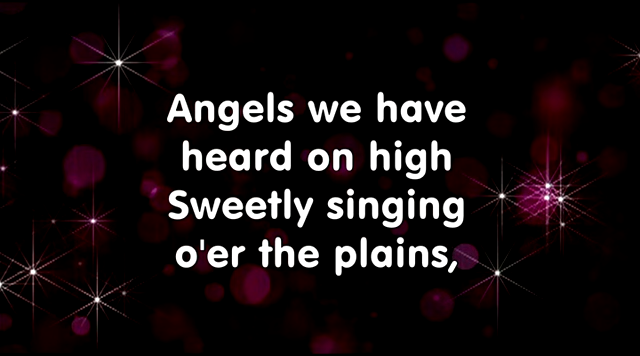 Angels we have
heard on high
Sweetly singing
o'er the plains,